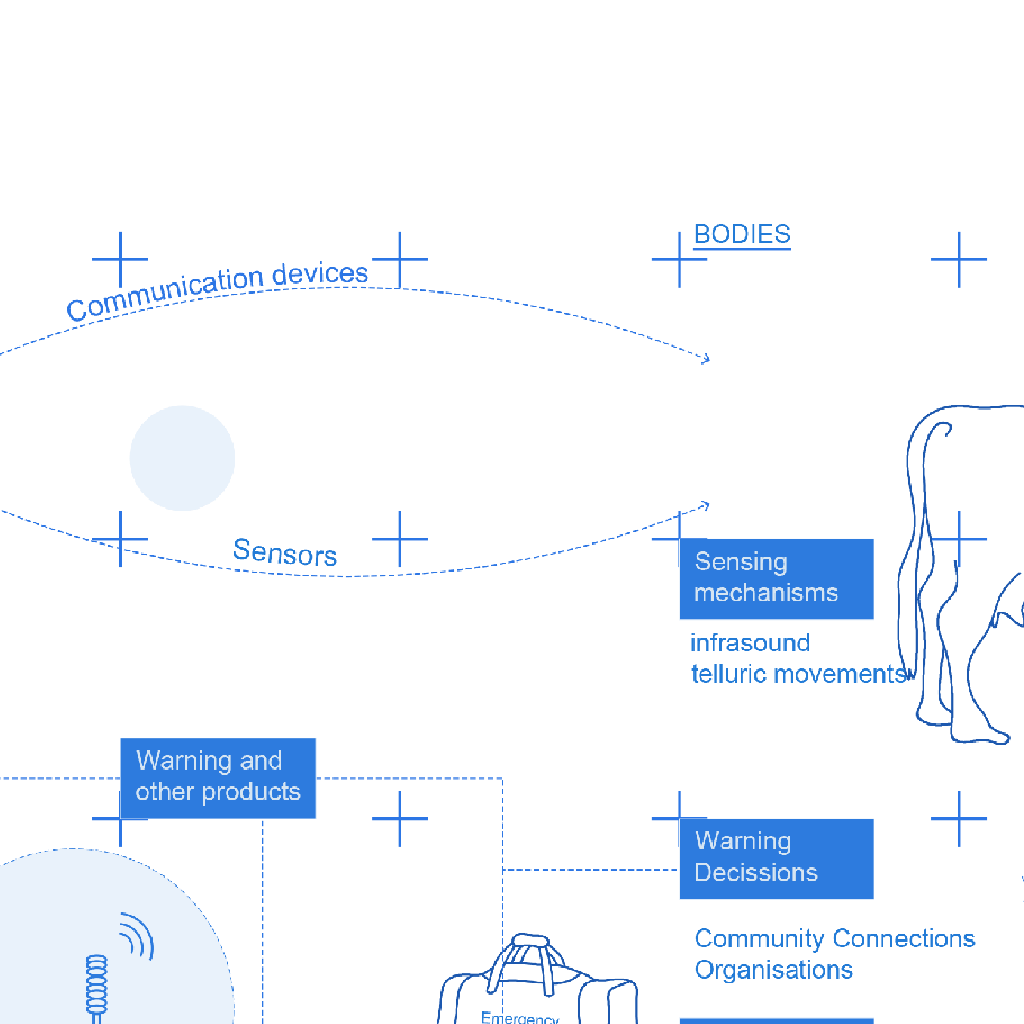 BODIES
Communication devices
Sensors
Sensing
mechanisms
infrasound
telluric movements
Warning and
other products
Warning
Decissions
Community Connections
Organisations
Emergency